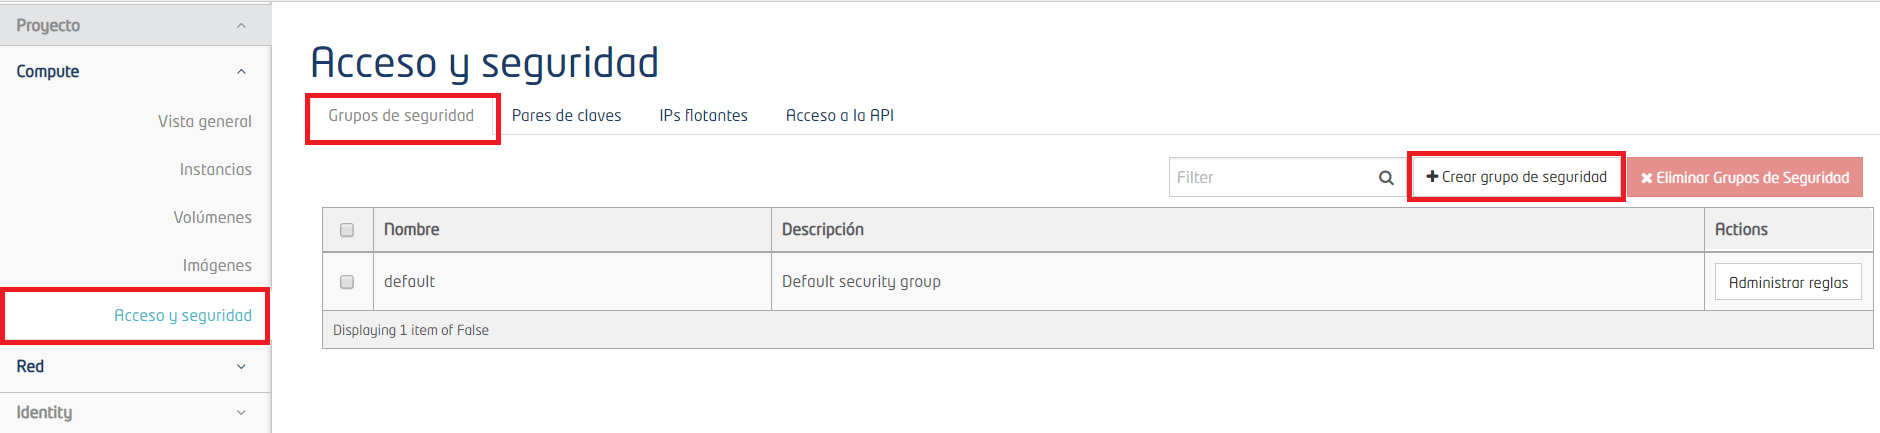 Proyecto
Compute
Vista general
Instancias
Volúmenes
Imágenes
Acceso y seguridad
Red
Identity
Acceso y seguridad
Grupos de seguridad Pares de claves IPs flotantes Acceso a la API
Filter Crear grupo de seguridad Eliminar Grupos de Seguridad
Nombre Descripción Actions
default Default security group Administrar reglas
Displaying 1 item of False